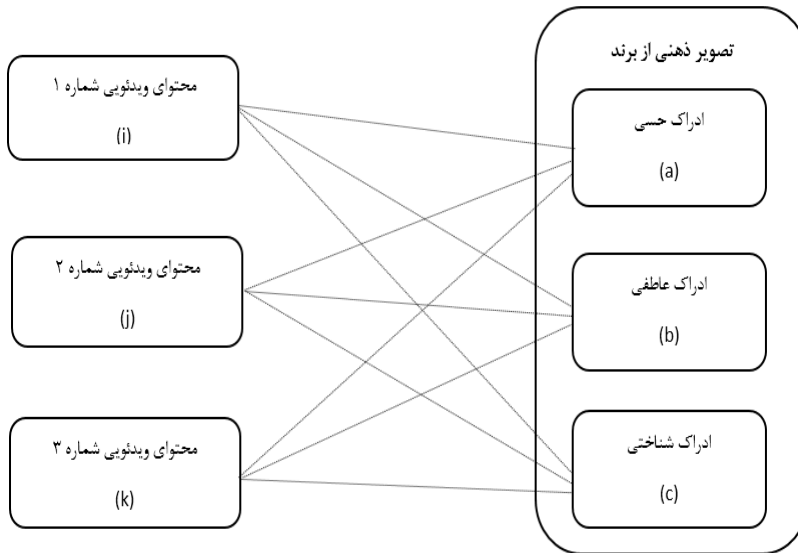 تصویر ذهنی از برند
ادراک حسی
(a)
ادراک عاطفی
(b)
ادراک شناختی
(c)
محتوای ویدئویی شماره ۱
(i)
محتوای ویدئویی شماره ۲
(j)
محتوای ویدئویی شماره ۳
(k)